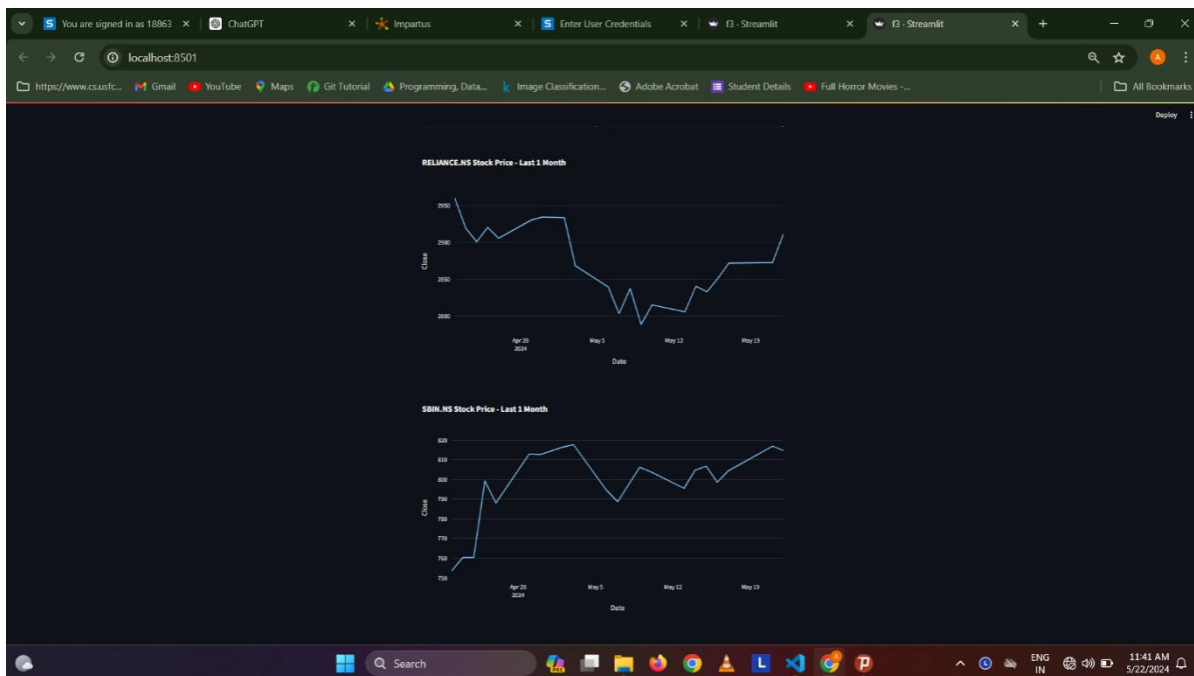 You are signed in as 18863
ChatGPT
Impartus
Enter User Credentials
f3 - Streamlit
f3 - Streamlit
localhost:8501
https://www.cs.usfc...
Gmail
YouTube
Maps
Git Tutorial
Programming, Data...
Image Classification...
Adobe Acrobat
Student Details
Full Horror Movies -...
All Bookmarks
Deploy
RELIANCE.NS Stock Price - Last 1 Month
2950
2900
2850
2800
Close
Apr 28
2024
May 5
May 12
May 19
Date
SBIN.NS Stock Price - Last 1 Month
820
810
800
790
780
770
760
750
Close
Apr 28
2024
May 5
May 12
May 19
Date
Search
ENG
IN
11:41 AM
5/22/2024